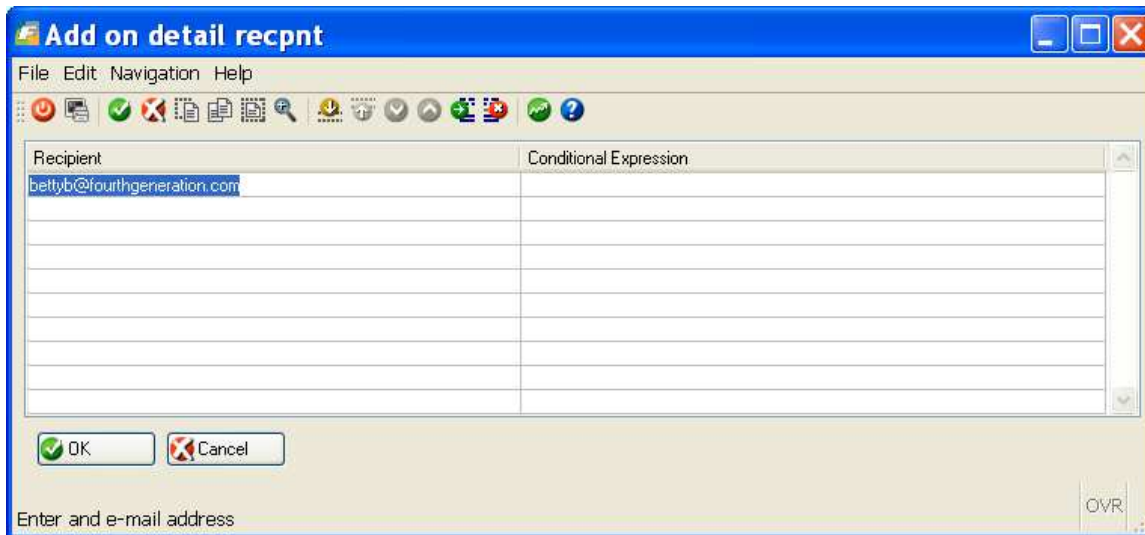 Add on detail recpnt
File Edit Navigation Help
Recipient Conditional Expression
bettyb@fourthgeneration.com
OK Cancel
Enter and e-mail address OVR